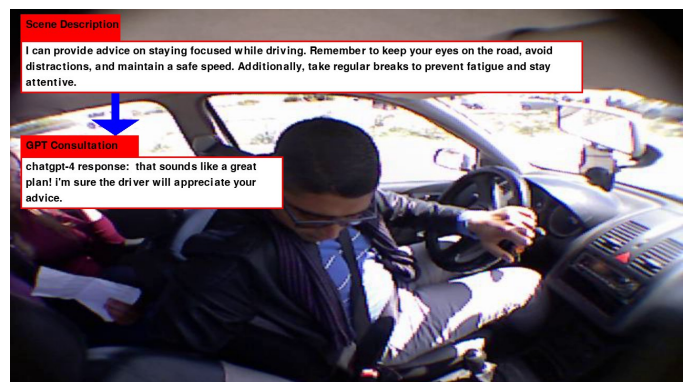 Scene Description
I can provide advice on staying focused while driving. Remember to keep your eyes on the road, avoid
distractions, and maintain a safe speed. Additionally, take regular breaks to prevent fatigue and stay
attentive.
GPT Consultation
chatgpt-4 response:  that sounds like a great
plan! i'm sure the driver will appreciate your
advice.